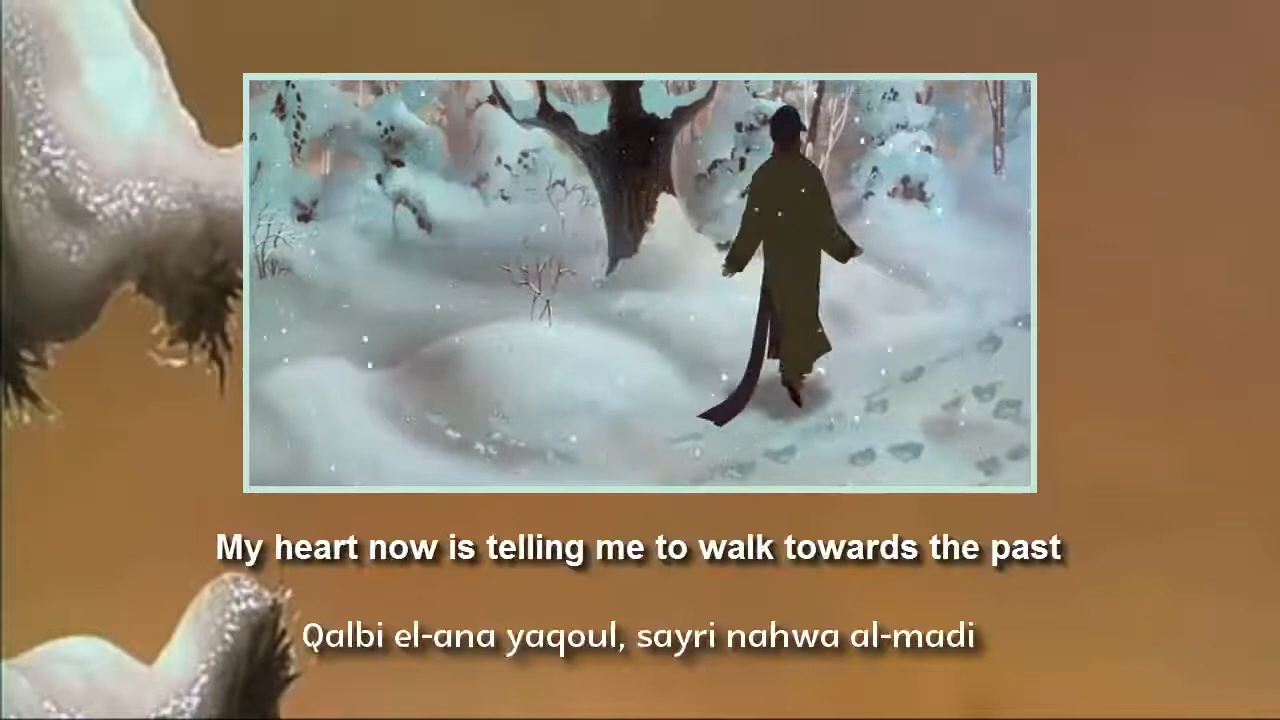 My heart now is telling me to walk towards the past
Qalbi el-ana yaqoul, sayri nahwa al-madi